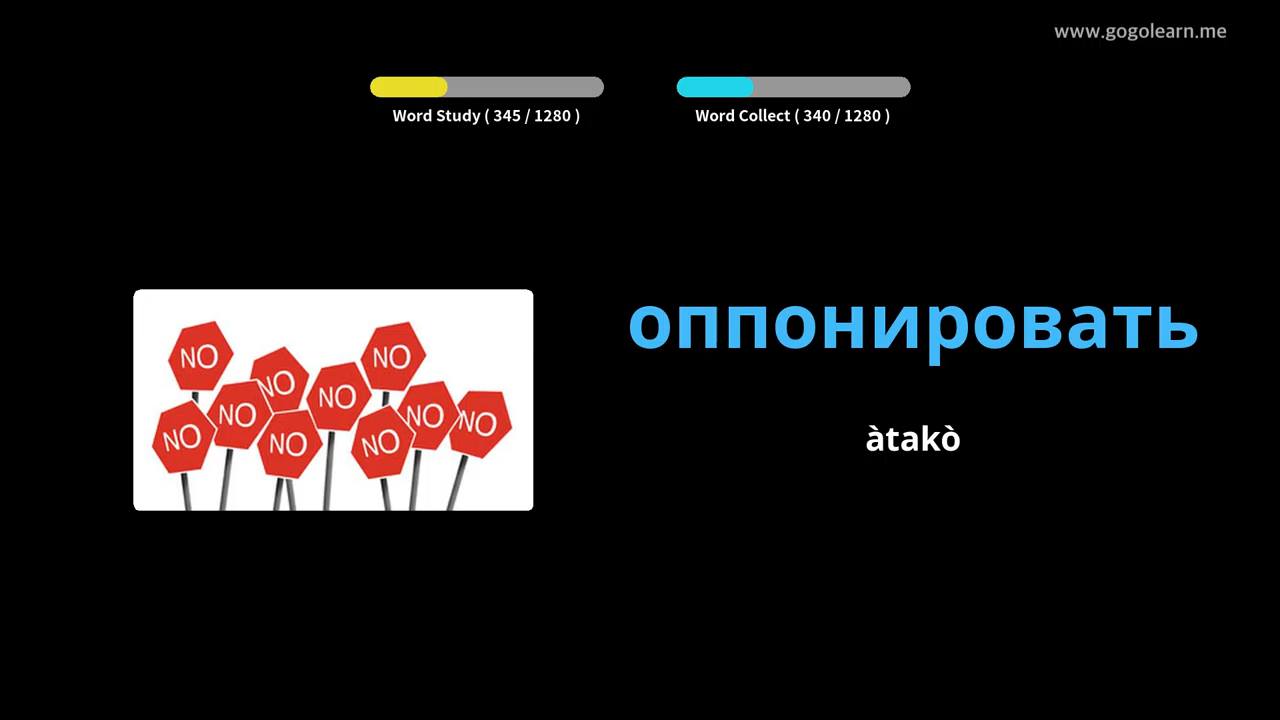 www.gogolearn.me
Word Study ( 345 / 1280 )
Word Collect ( 340 / 1280 )
NO
NO
NO
NO
NO
NO
NO
NO
NO
NO
оппонировать
àtakò